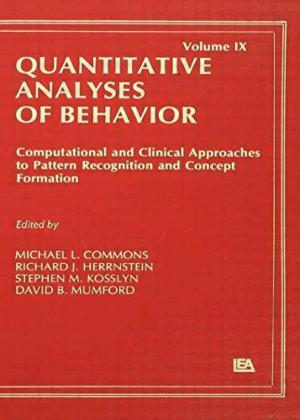 Volume IX
QUANTITATIVE
ANALYSES
OF BEHAVIOR
Computational and Clinical Approaches
to Pattern Recognition and Concept
Formation
Edited by
MICHAEL L. COMMONS
RICHARD J. HERRNSTEIN
STEPHEN M. KOSSLYN
DAVID B. MUMFORD
LEA